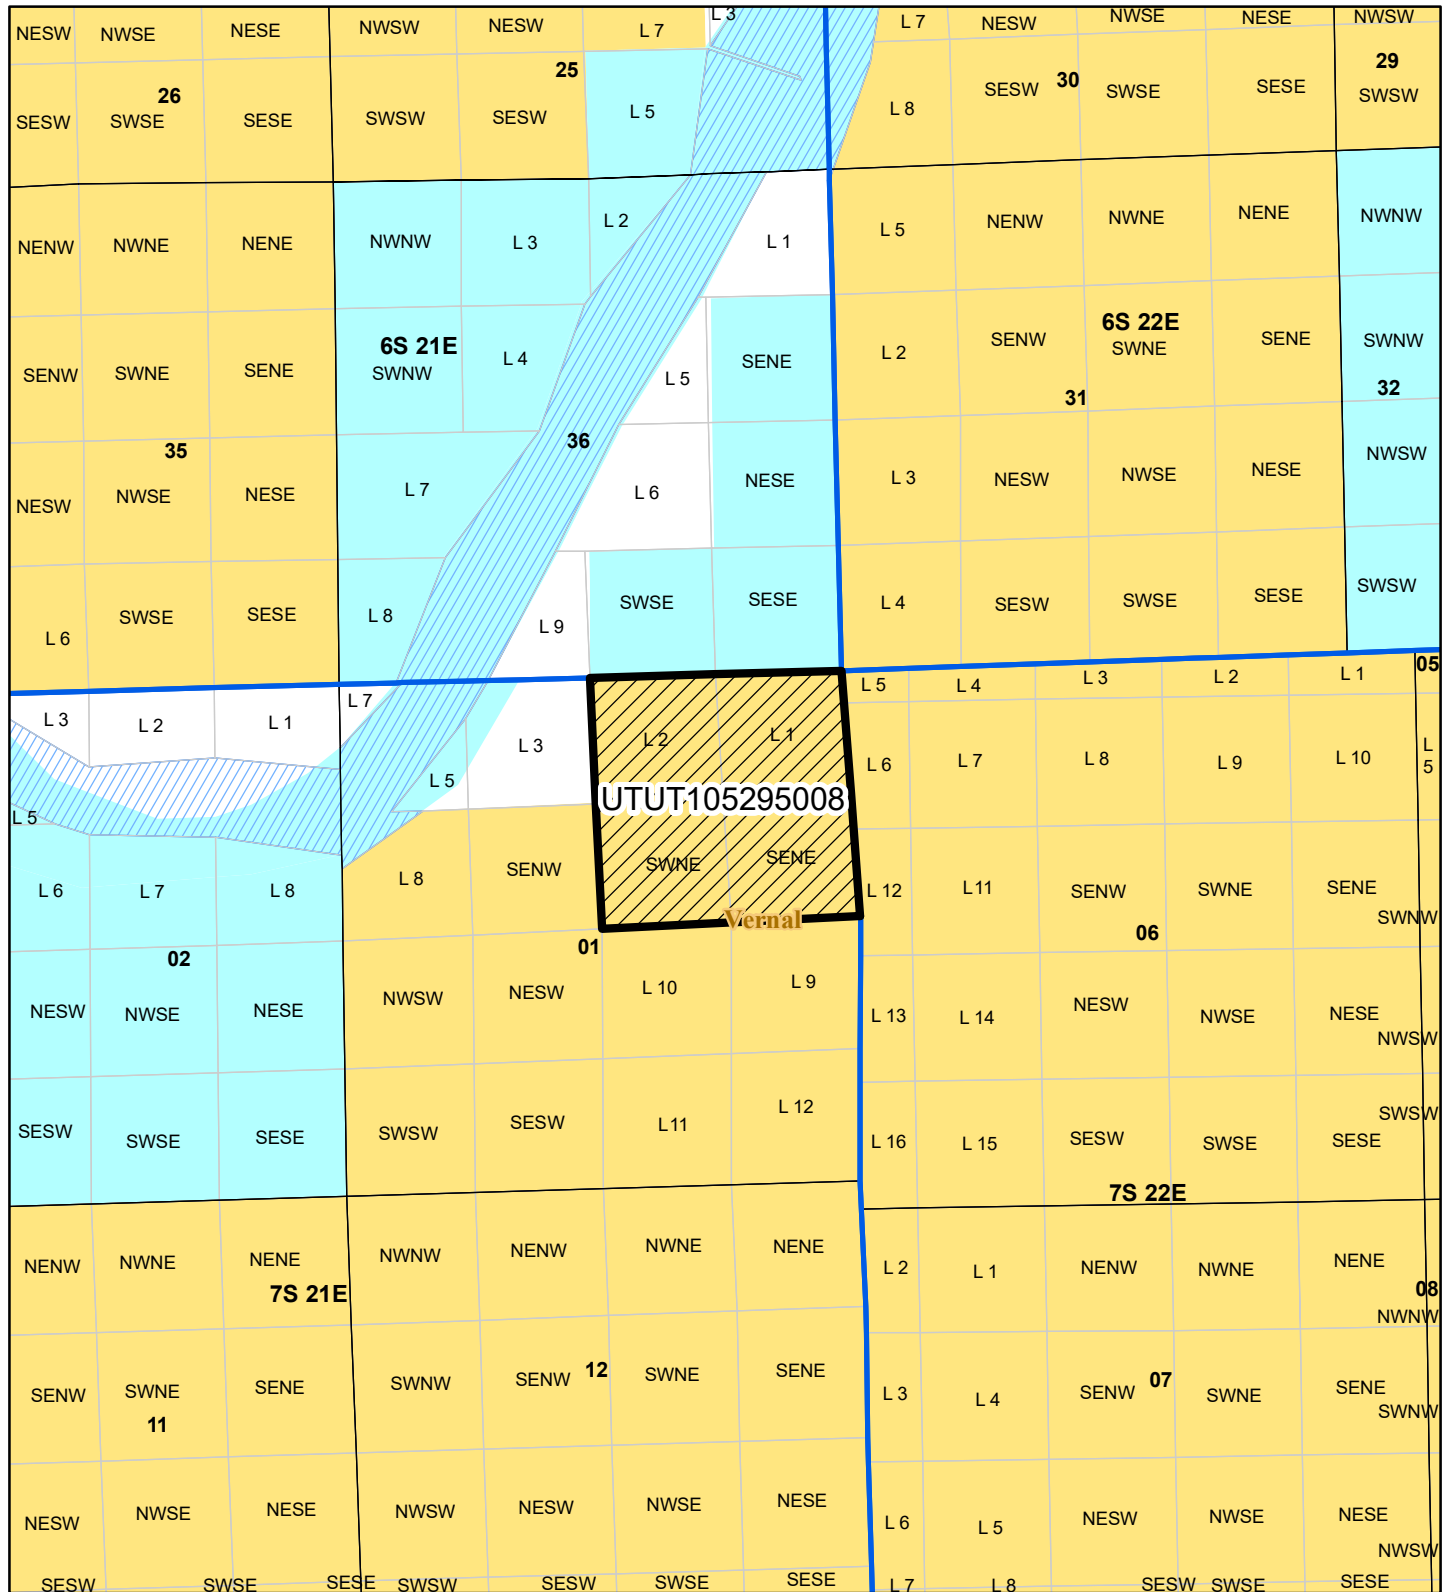 NESW NWSE NESE NWSW NESW L 7 L 3 L 7 NESW NWSE NESE NWSW
26 25 30 29
SESW SWSE SESE SWSW SESW L 5 L 8 SESW SWSE SESE SWSW
NENW NWNE NENE NWNW L 3 L 2 L 1 L 5 NENW NWNE NENE NWNW
6S 21E 6S 22E
SENW SWNE SENE SWNW L 4 L 5 SENE L 2 SENW SWNE SENE SWNW
35 36 31 32
NESW NWSE NESE L 7 L 6 NESE L 3 NESW NWSE NESE NWSW
L 6 SWSE SESE L 8 L 9 SWSE SESE L 4 SESW SWSE SESE SWSW
05
L 3 L 2 L 1 L 7 L 5 L 4 L 3 L 2 L 1
L 5 L 3 L 2 L 1 L 6 L 7 L 8 L 9 L 10 L
5
UTUT105295008
L 5
L 6 L 7 L 8 L 8 SENW SWNE SENE L 12 L11 SENW SWNE SENE SWNW
Vernal
02 01 06
NESW NWSE NESE NWSW NESW L 10 L 9 L 13 L 14 NESW NWSE NESE NWSW
SESW SWSE SESE SWSW SESW L11 L 12 L 16 L 15 SESW SWSE SESE SWSW
7S 22E
NENW NWNE NENE NWNW NENW NWNE NENE L 2 L 1 NENW NWNE NENE NWNW
7S 21E 08
SENW SWNE SENE SWNW SENW SWNE SENE L 3 L 4 SENW SWNE SENE SWNW
11 12 07
NESW NWSE NESE NWSW NESW NWSE NESE L 6 L 5 NESW NWSE NESE NWSW
SESW SWSE SESE SWSW SESW SWSE SESE L 7 L 8 SESW SWSE SESE